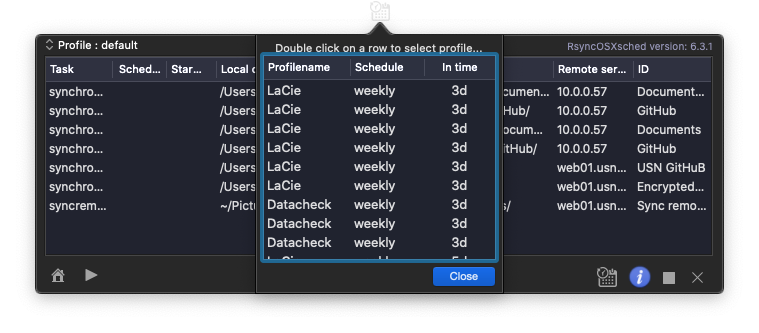 Profile : default
Double click on a row to select profile...
RsyncOSXsched version: 6.3.1
Task Sched... Star... Local c Remote ser... ID
Profilename Schedule In time
LaCie weekly 3d
LaCie weekly 3d
LaCie weekly 3d
LaCie weekly 3d
LaCie weekly 3d
LaCie weekly 3d
Datacheck weekly 3d
Datacheck weekly 3d
Datacheck weekly 3d
Close
synchro... /Users ocumen... 10.0.0.57 Document...
synchro... /Users Hub/ 10.0.0.57 GitHub
synchro... /Users ocum... 10.0.0.57 Documents
synchro... /Users tHub/ 10.0.0.57 GitHub
synchro... /Users web01.usn... USN GitHuB
synchro... /Users web01.usn... Encrypted...
syncrem... ~/Pictu s/ web01.usn... Sync remo...